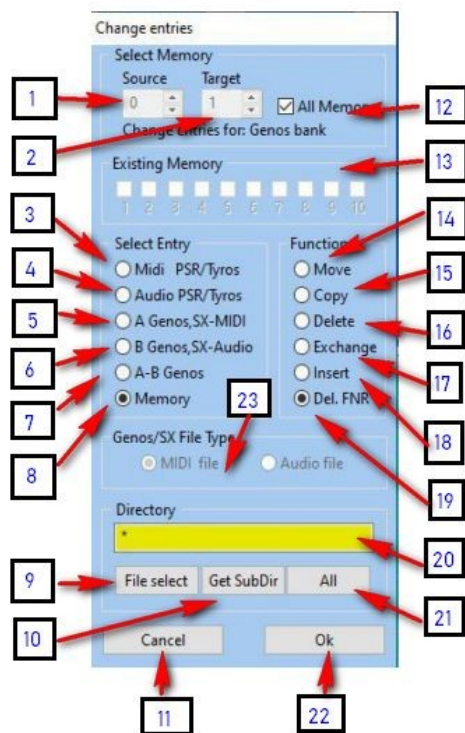 Change entries
Select Memory
Source Target
1 0 1 All Memory 12
2 Change Entries for: Genos bank
Existing Memory 13
1 2 3 4 5 6 7 8 9 10
3 14
Select Entry Function
Midi PSR/Tyros Move
4 15
Audio PSR/Tyros Copy
5 A Genos,SX-MIDI Delete 16
6 B Genos,SX-Audio Exchange 17
7 A-B Genos Insert 18
8 Memory 23 Del. FNR
Genos/SX File Type 19
MIDI file Audio file
Directory
* 20
9 File select Get SubDir All
10 21
Cancel Ok
11 22